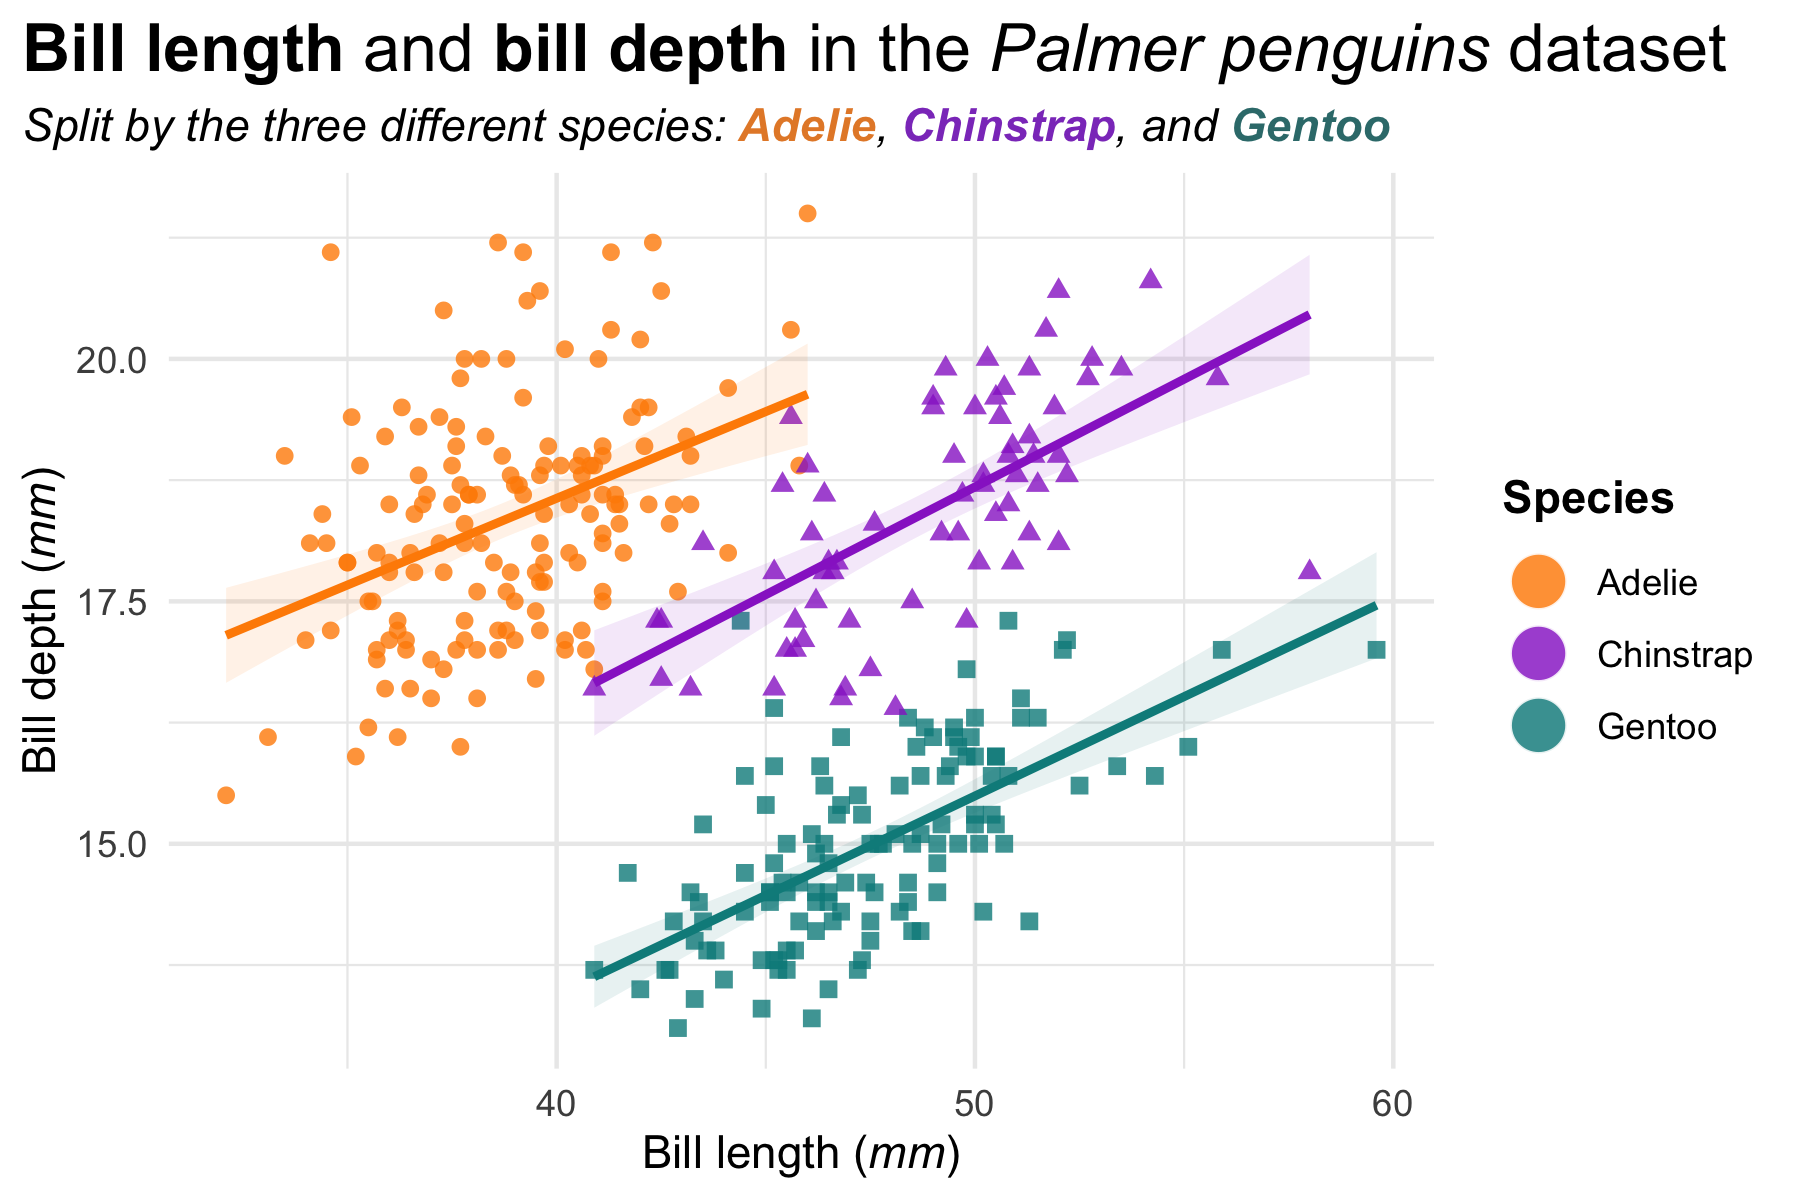 Bill length and bill depth in the Palmer penguins dataset
Split by the three different species: Adelie, Chinstrap, and Gentoo
Bill depth (mm)
20.0
17.5
15.0
40 50 60
Bill length (mm)
Species
Adelie
Chinstrap
Gentoo